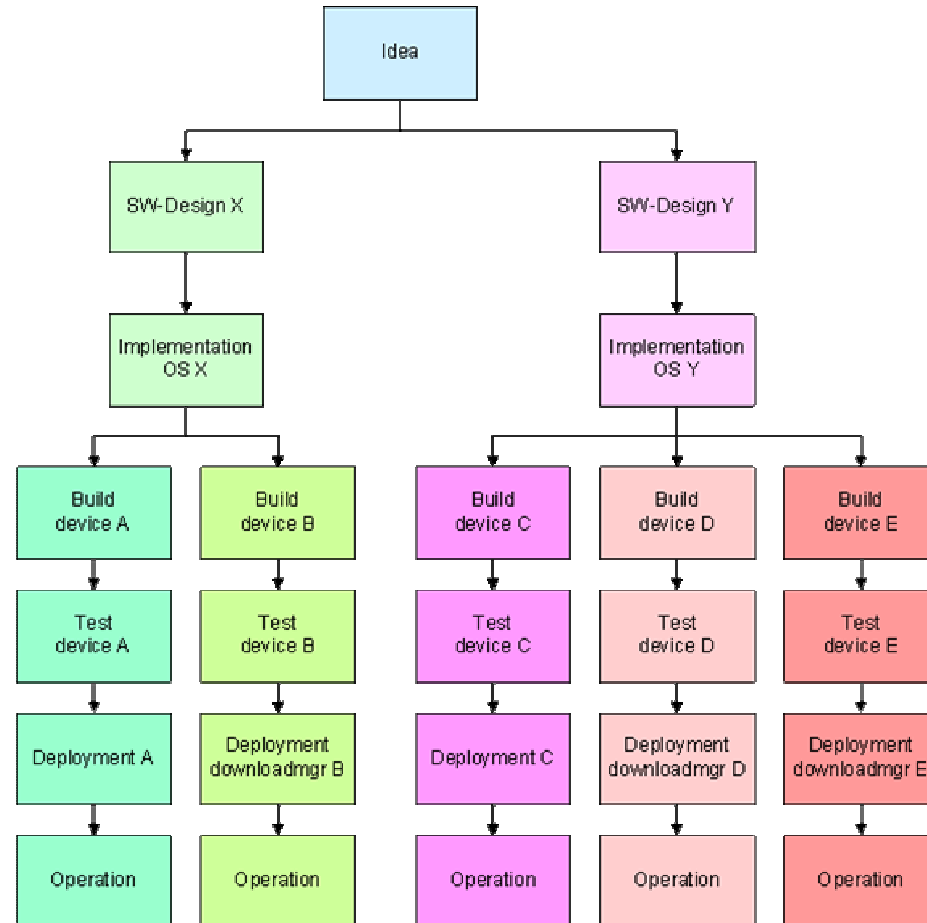 Idea
SW-Design X
SW-Design Y
Implementation
OS X
Implementation
OS Y
Build
device A
Build
device B
Build
device C
Build
device D
Build
device E
Test
device A
Test
device B
Test
device C
Test
device D
Test
device E
Deployment A
Deployment
downloadmgr B
Deployment C
Deployment
downloadmgr D
Deployment
downloadmgr E
Operation
Operation
Operation
Operation
Operation